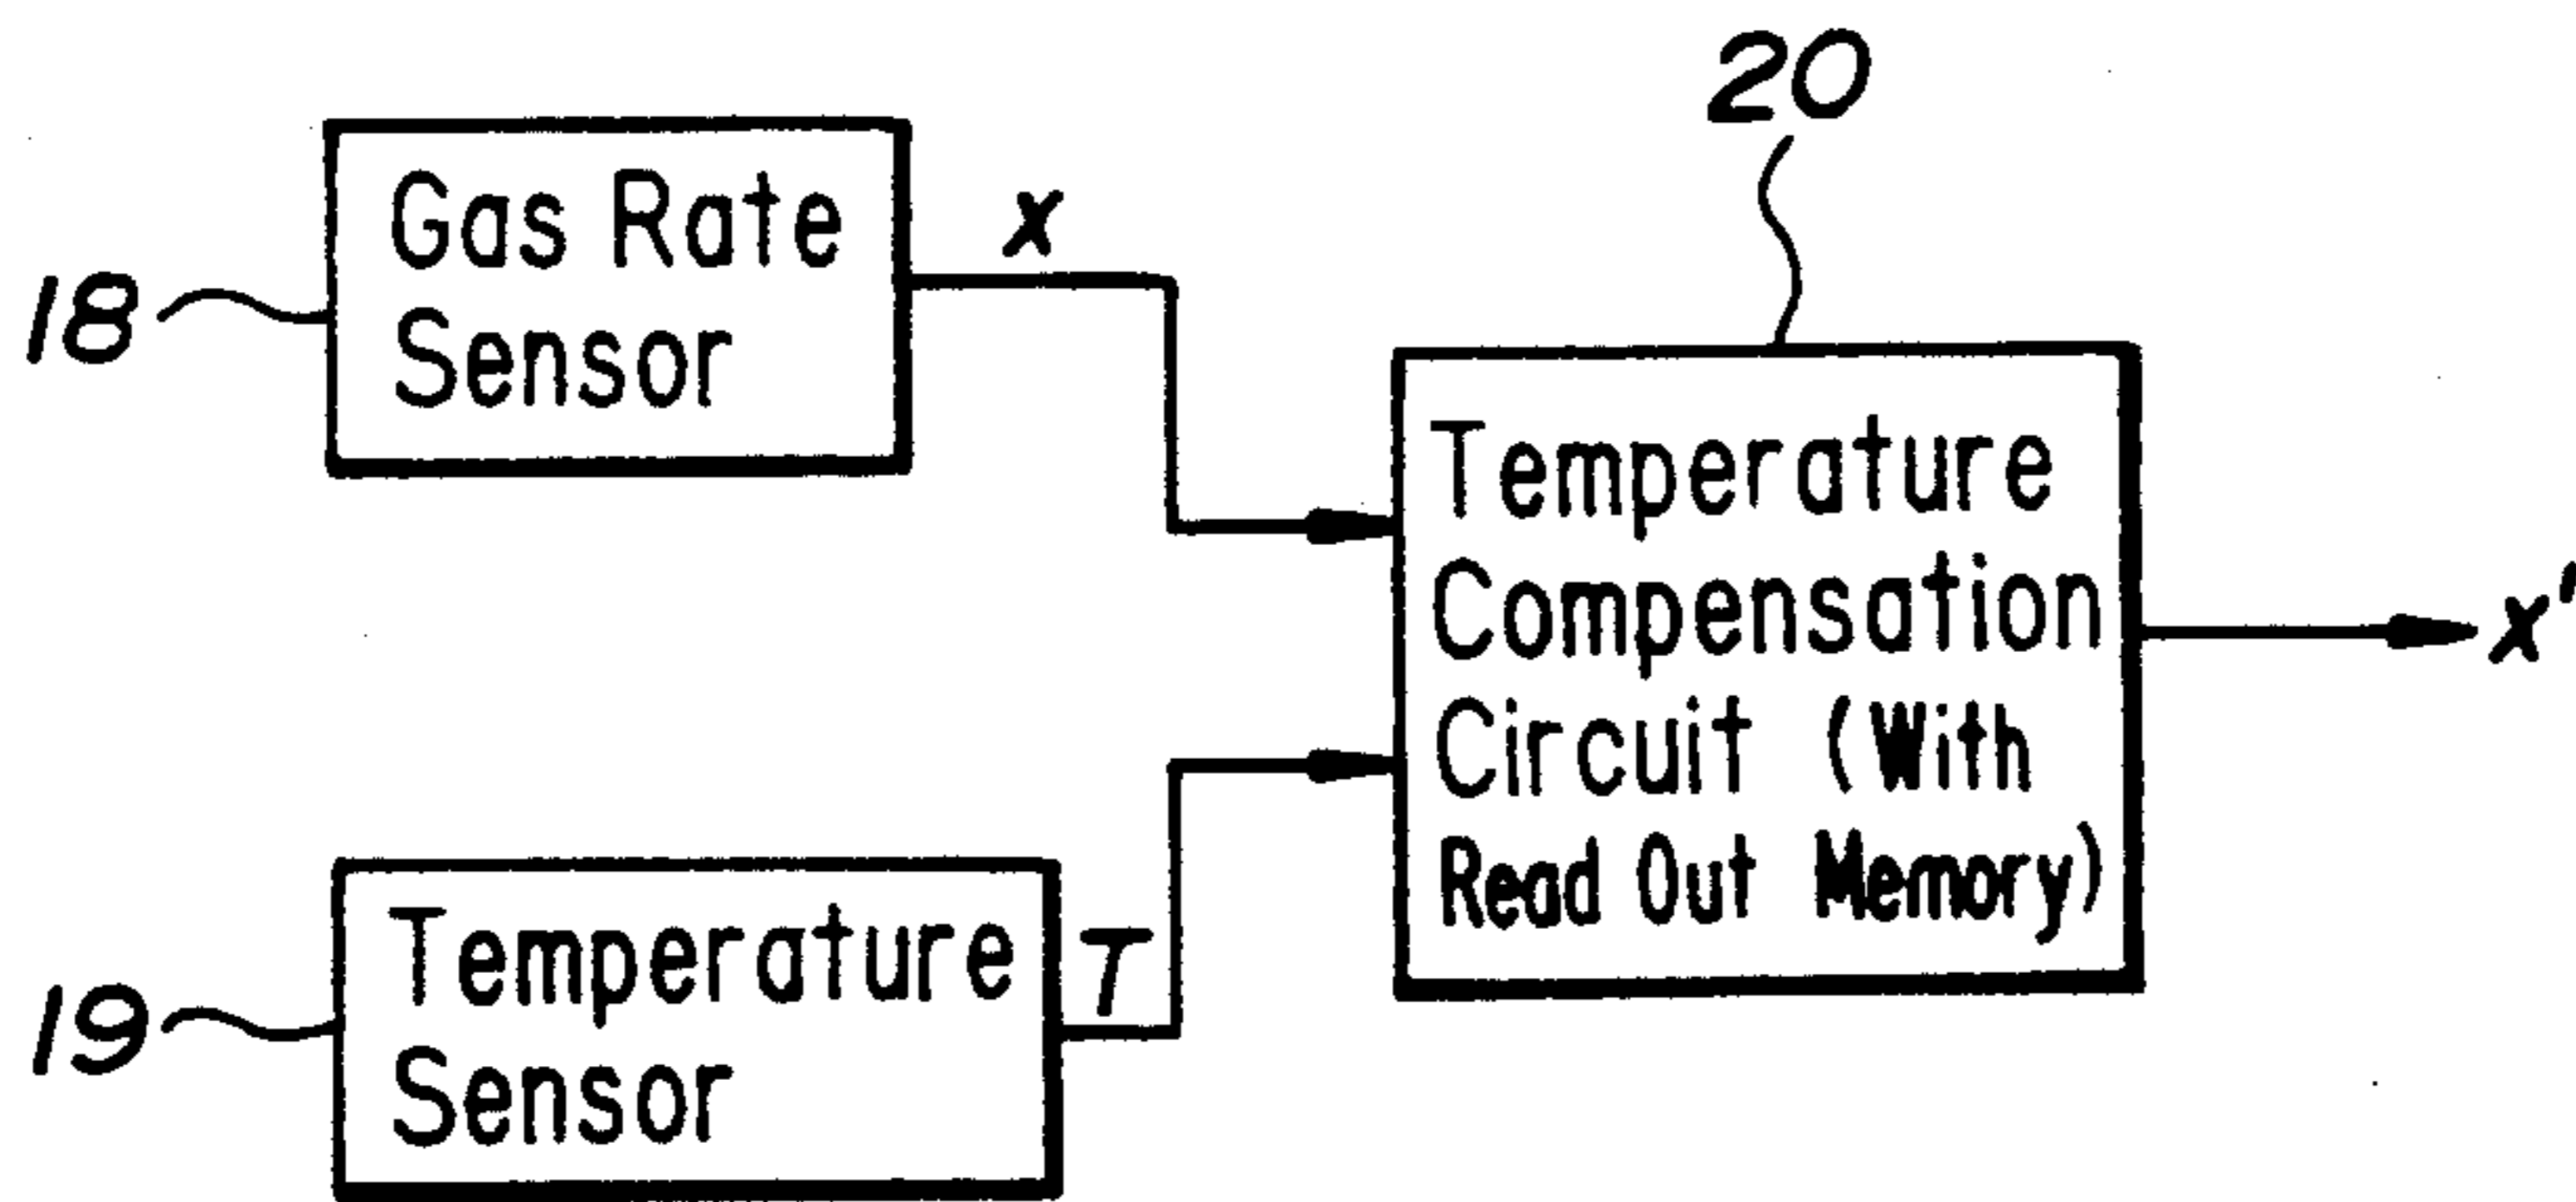 20
Gas Rate
Sensor
x
18
Temperature
Compensation
Circuit (With
Read Out Memory)
x'
Temperature
Sensor
T
19